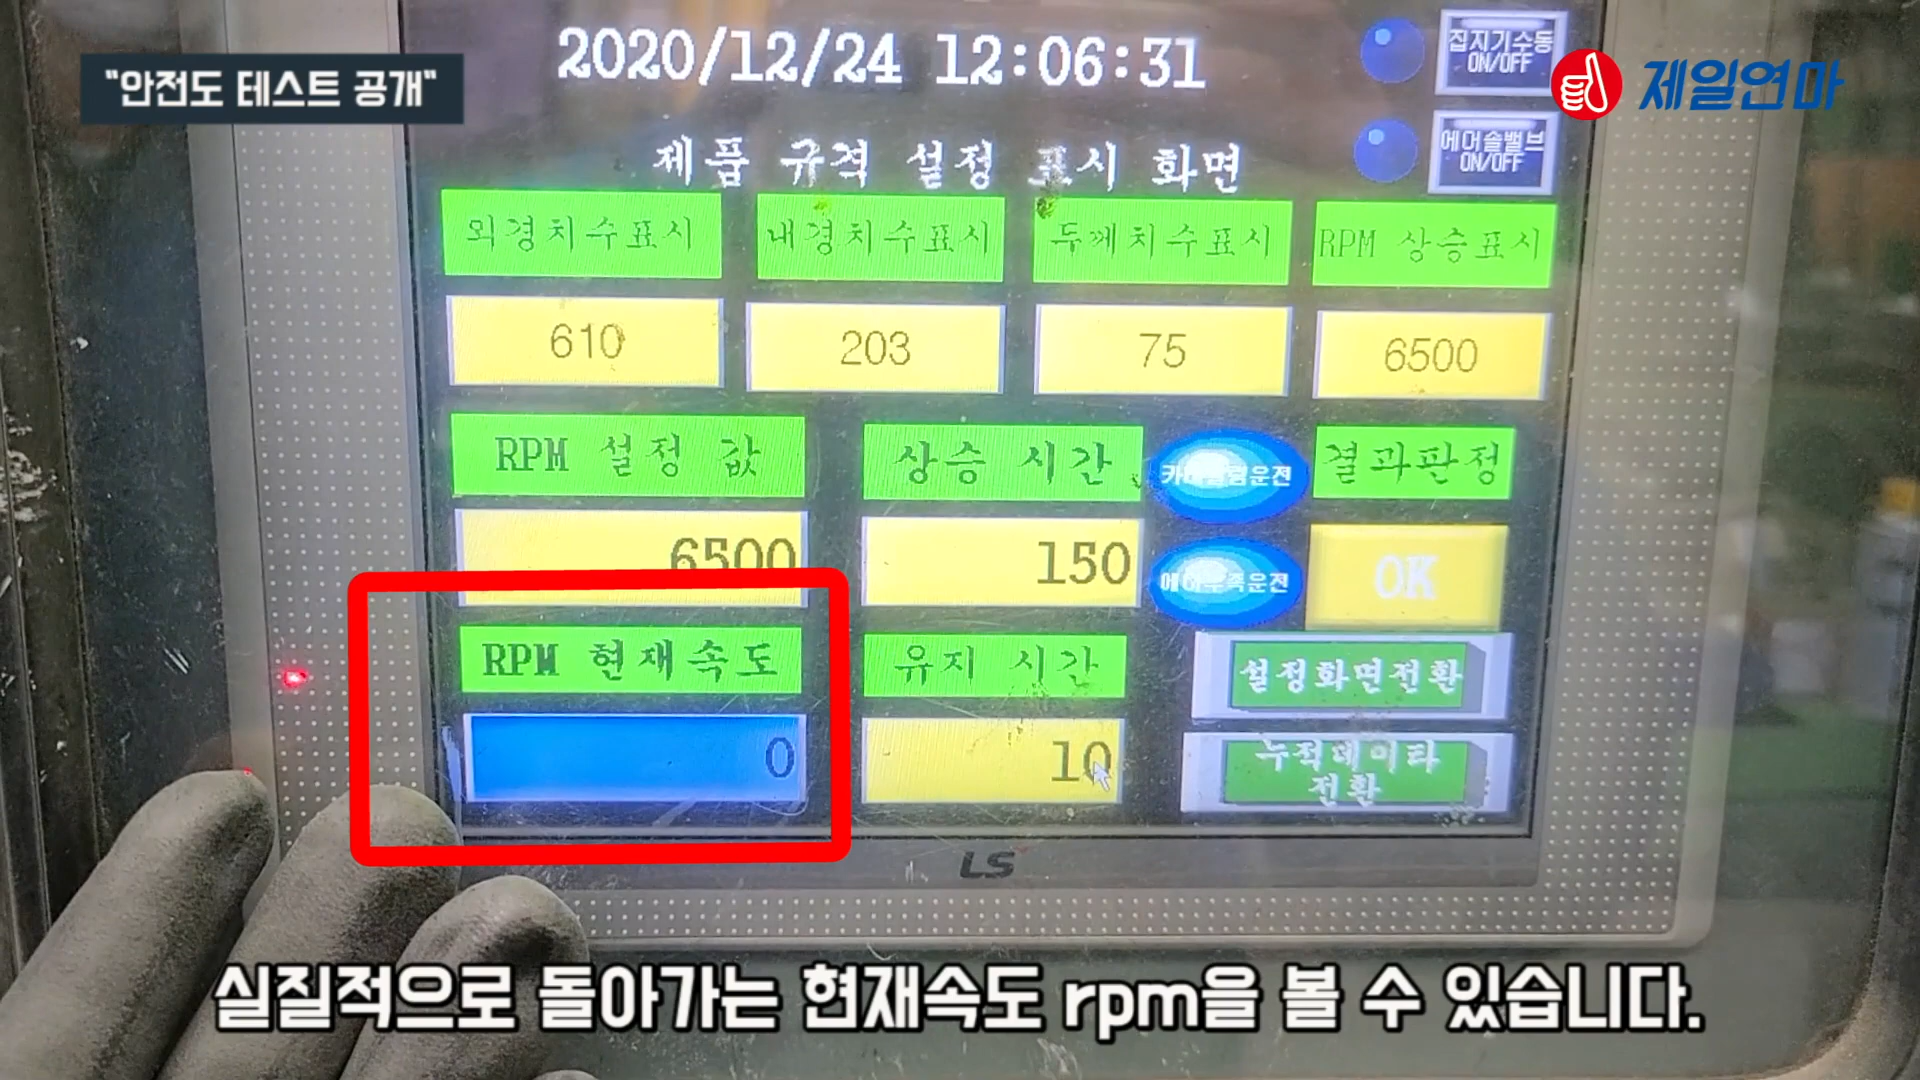 "안전도 테스트 공개"
2020/12/24 12:06:31
집지기수동
ON/OFF
제일연마
에어솔밸브
ON/OFF
제품 규격 설정 표시 화면
외경치수표시
내경치수표시
두께치수표시
RPM 상승표시
610
203
75
6500
RPM 설정 값
상승 시간
결과판정
6500
150
OK
RPM 현재속도
유지 시간
설정화면전환
0
10
누적데이타
전환
LS
실질적으로 돌아가는 현재속도 rpm을 볼 수 있습니다.